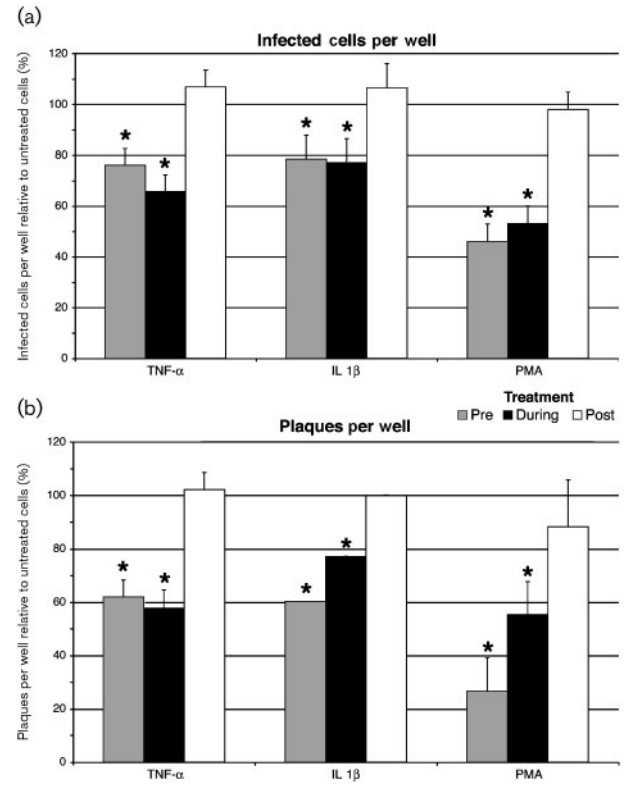 (a)
Infected cells per well
Infected cells per well relative to untreated cells (%)
120
100
80
60
40
20
0
* * * * * *
TNF-α IL 1β PMA
(b)
Treatment
Pre During Post
Plaques per well
Plaques per well relative to untreated cells (%)
120
100
80
60
40
20
0
* * * * * *
TNF-α IL 1β PMA